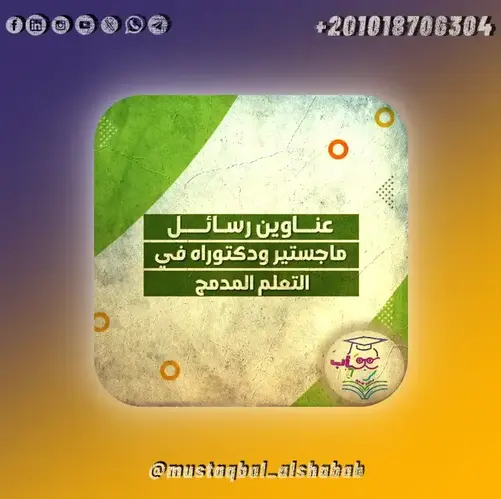 +201018706304
عناوين رسائل
ماجستير ودكتوراه في
التعلم المدمج
@mustaqbal_alshabab